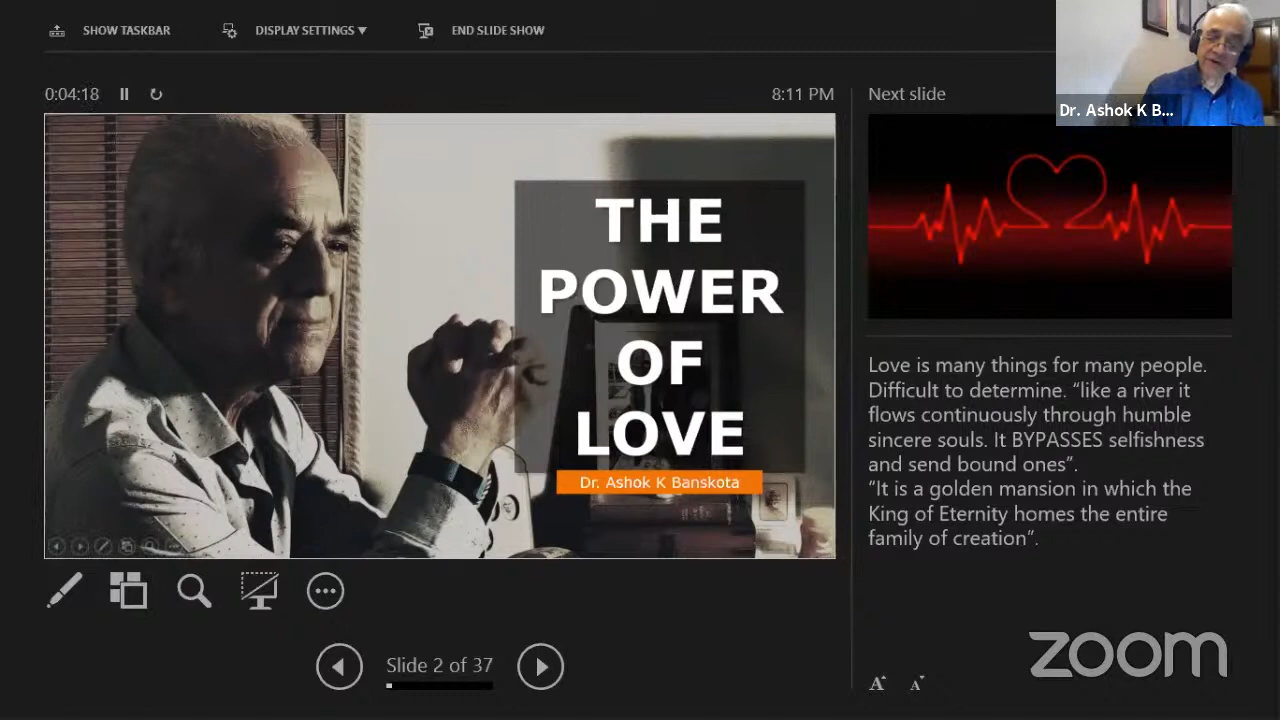 SHOW TASKBAR
DISPLAY SETTINGS ▼
END SLIDE SHOW
0:04:18
8:11 PM
Next slide
Dr. Ashok K B...
THE
POWER
OF
LOVE
Dr. Ashok K Banskota
Love is many things for many people.
Difficult to determine. “like a river it
flows continuously through humble
sincere souls. It BYPASSES selfishness
and send bound ones”.
“It is a golden mansion in which the
King of Eternity homes the entire
family of creation”.
Slide 2 of 37
zoom
A
A